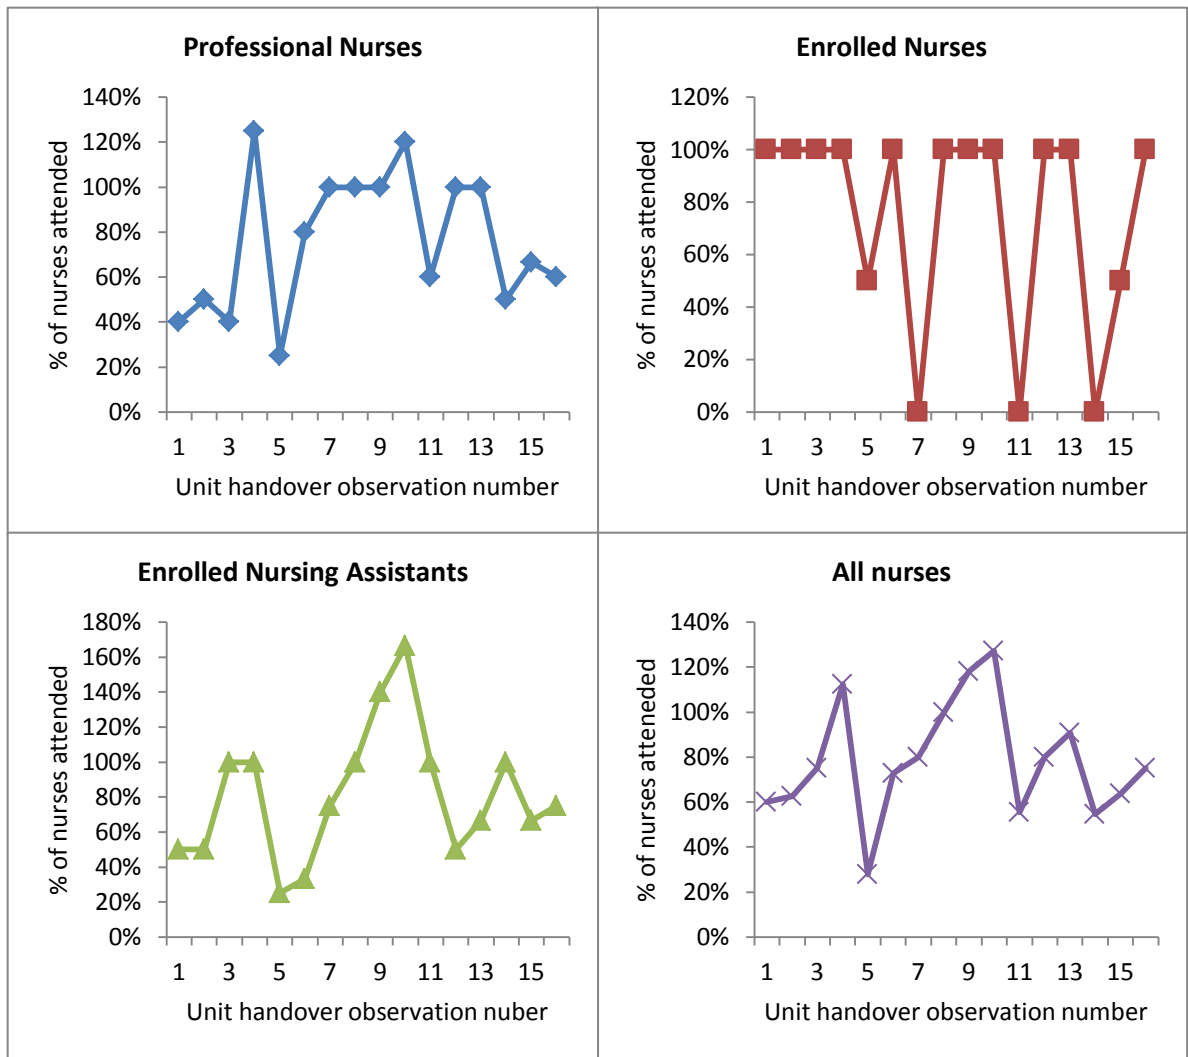 Professional Nurses
140%
120%
100%
80%
60%
40%
20%
0%
% of nurses attended
1 3 5 7 9 11 13 15
Unit handover observation number
Enrolled Nurses
120%
100%
80%
60%
40%
20%
0%
% of nurses attended
1 3 5 7 9 11 13 15
Unit handover observation number
Enrolled Nursing Assistants
180%
160%
140%
120%
100%
80%
60%
40%
20%
0%
% of nurses attended
1 3 5 7 9 11 13 15
Unit handover observation nuber
All nurses
140%
120%
100%
80%
60%
40%
20%
0%
% of nurses atteneded
1 3 5 7 9 11 13 15
Unit handover observation number